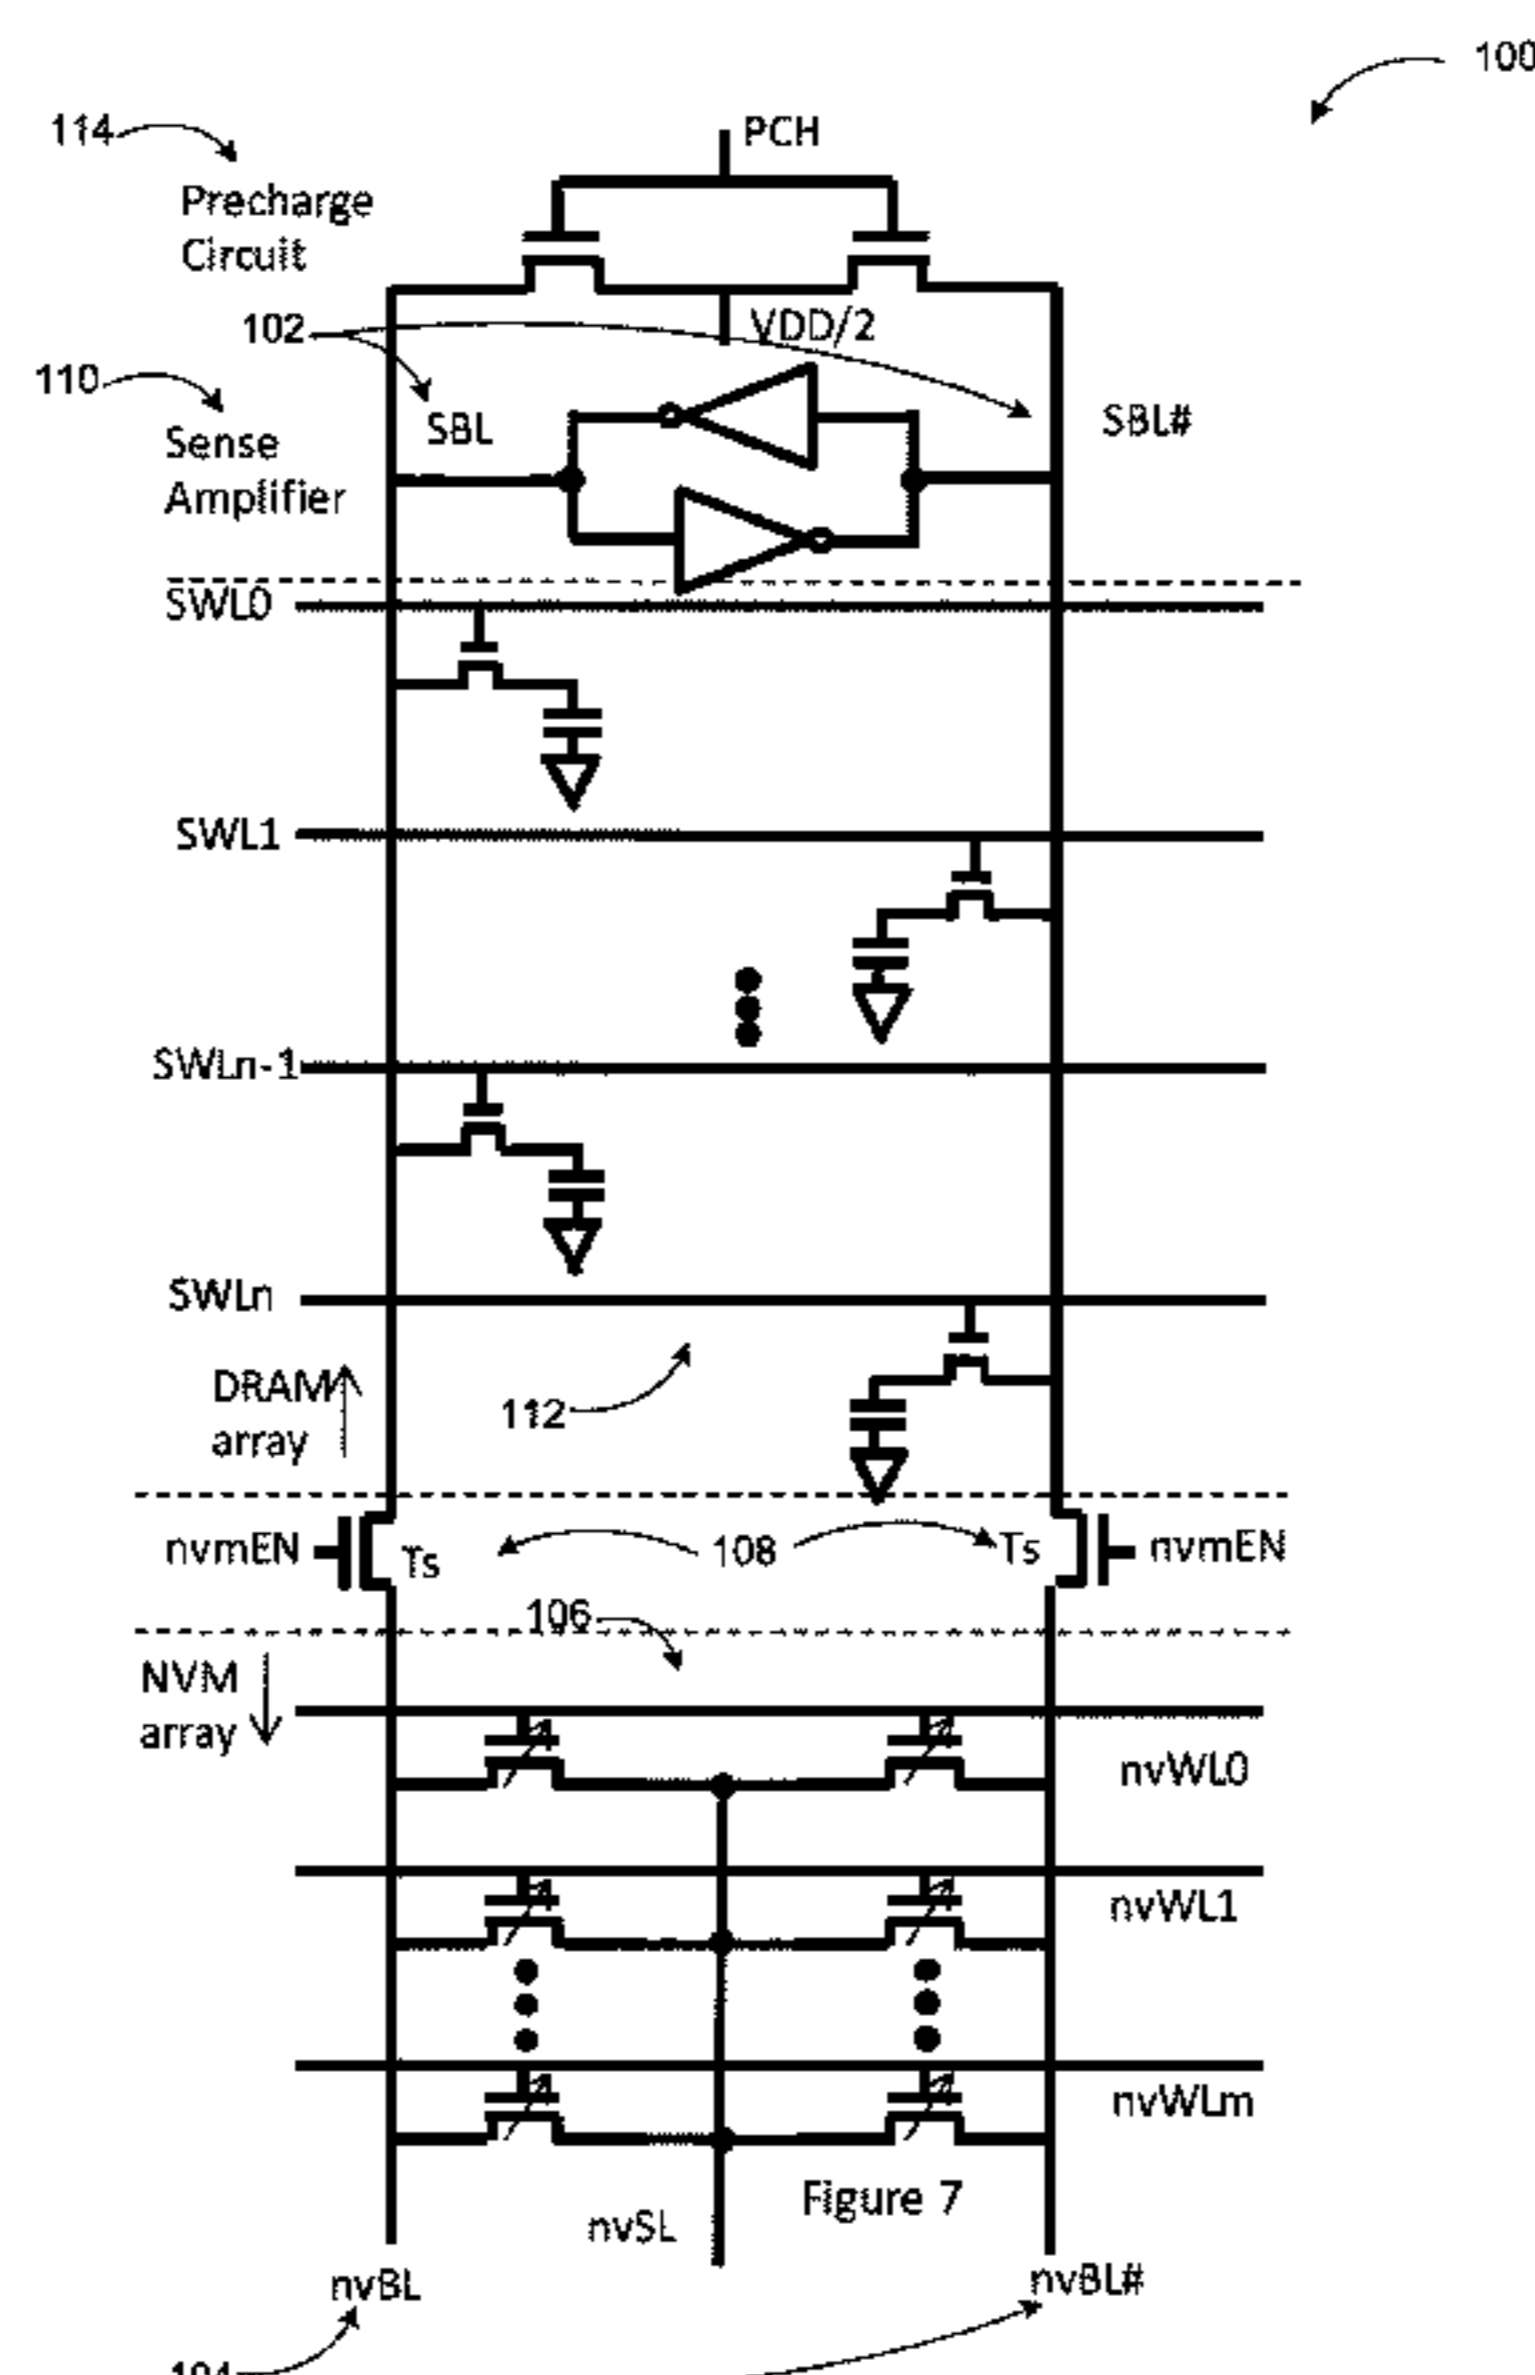 100
114
PCH
Precharge
Circuit
102
VDD/2
110
SBL
SBL#
Sense
Amplifier
SWL0
SWL1
SWLn-1
SWLn
DRAM
array
112
nvmEN
Ts
108
Ts
nvmEN
106
NVM
array
nvWL0
nvWL1
nvWLm
Figure 7
nvSL
nvBL
nvBL#